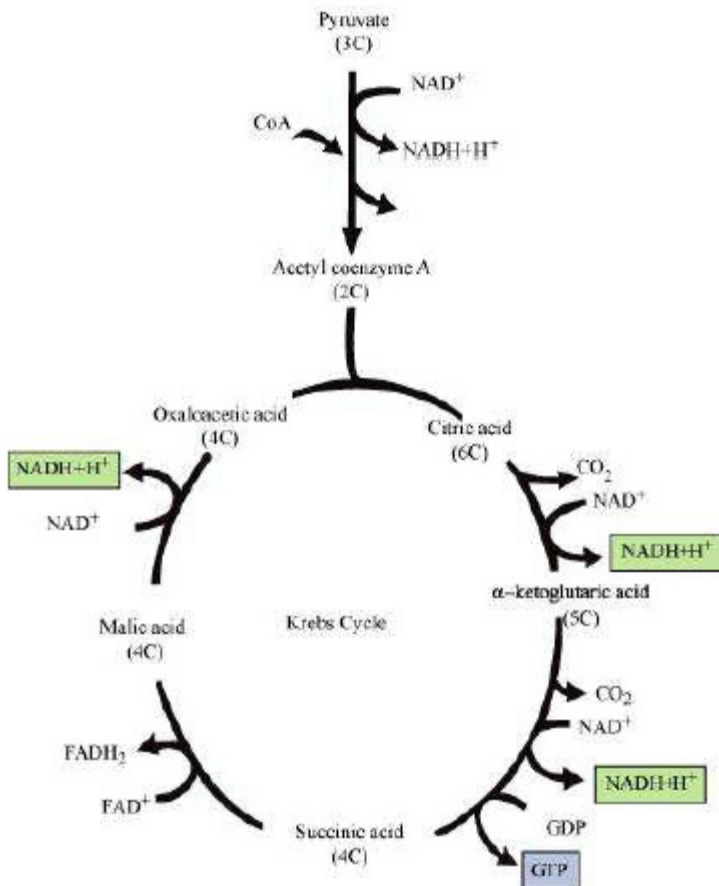 Pyruvate
(3C)
NAD⁺
CoA
NADH+H⁺
Acetyl coenzyme A
(2C)
Oxaloacetic acid
(4C)
Citric acid
(6C)
NADH+H⁺
NAD⁺
CO₂
NAD⁺
NADH+H⁺
α-ketoglutaric acid
(5C)
Malic acid
(4C)
Krebs Cycle
CO₂
NAD⁺
NADH+H⁺
FADH₂
FAD⁺
GDP
GTP
Succinic acid
(4C)